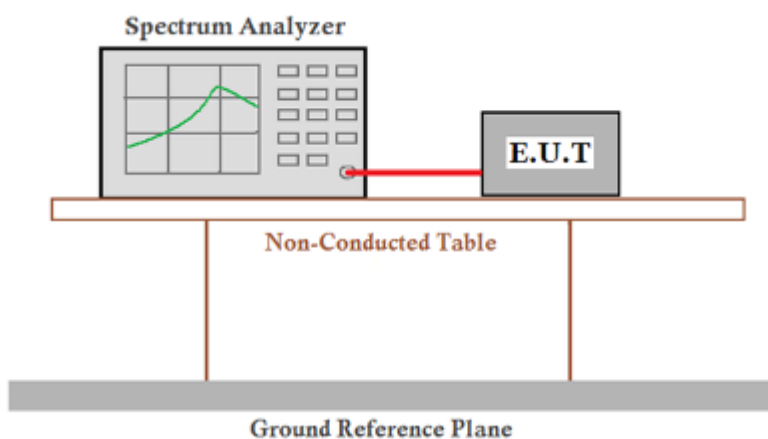 Spectrum Analyzer
E.U.T
Non-Conducted Table
Ground Reference Plane